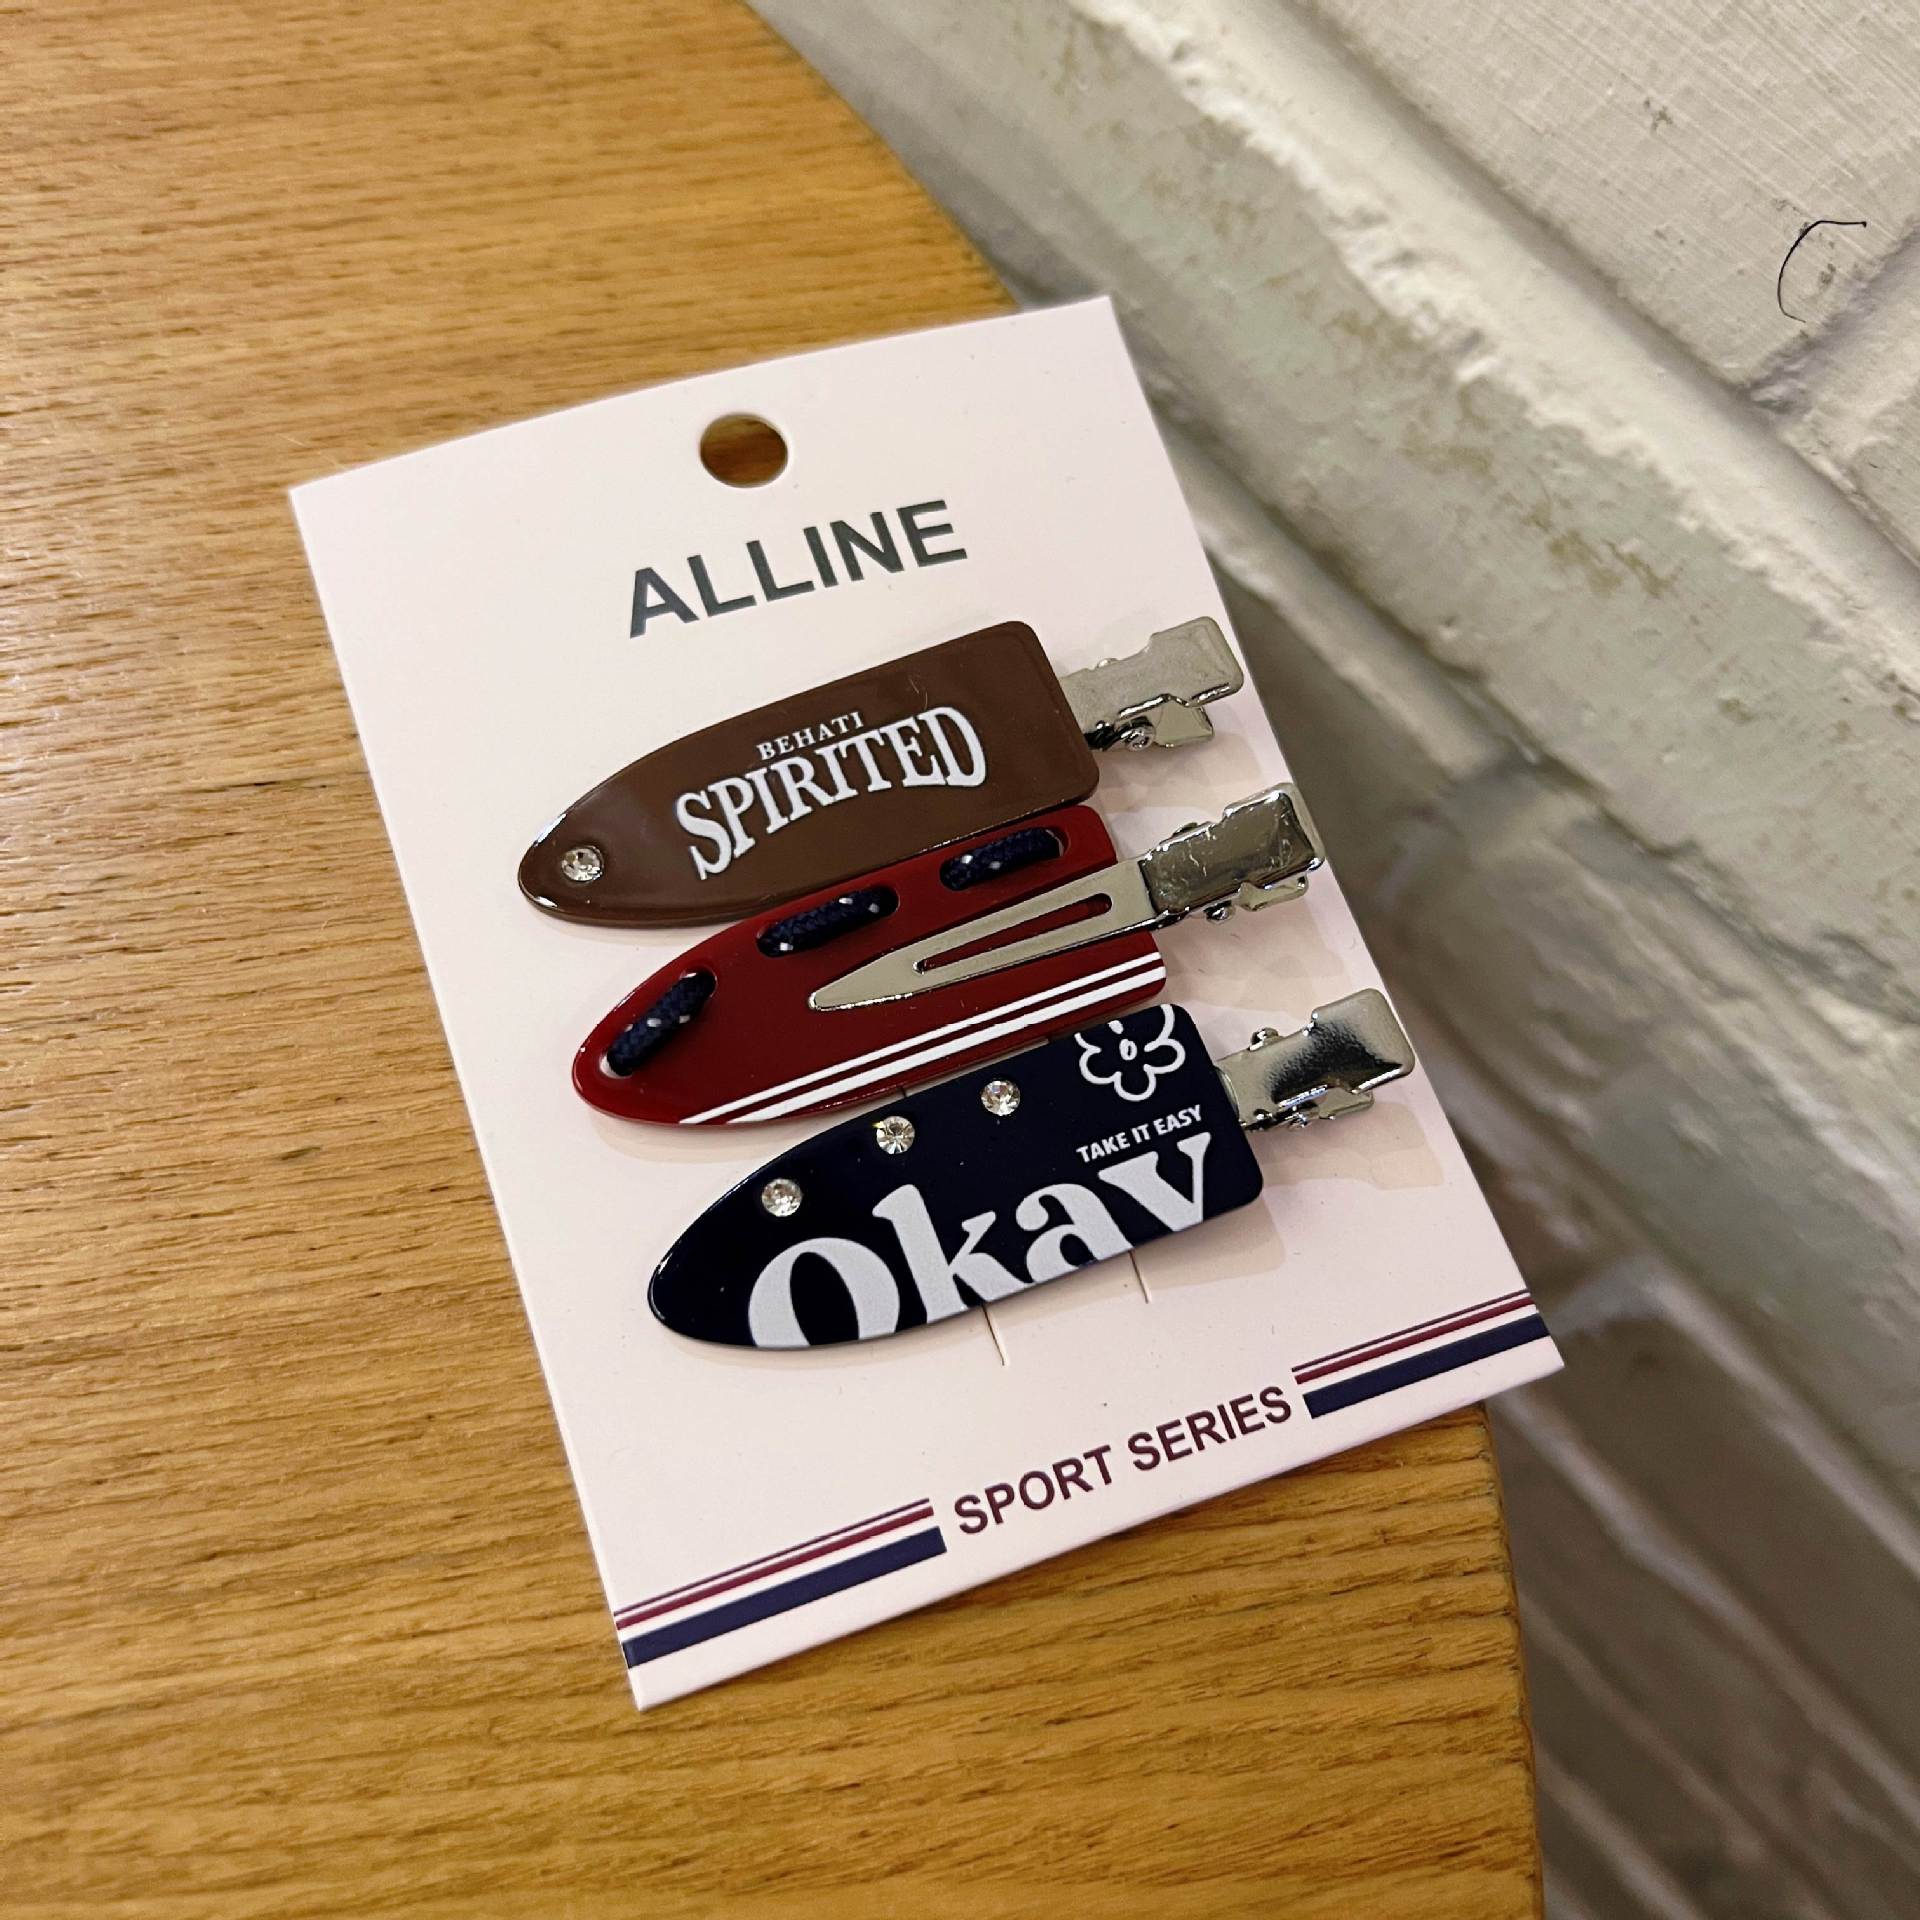 ALLINE
BEHATI
SPIRITED
TAKE IT EASY
Okay
SPORT SERIES